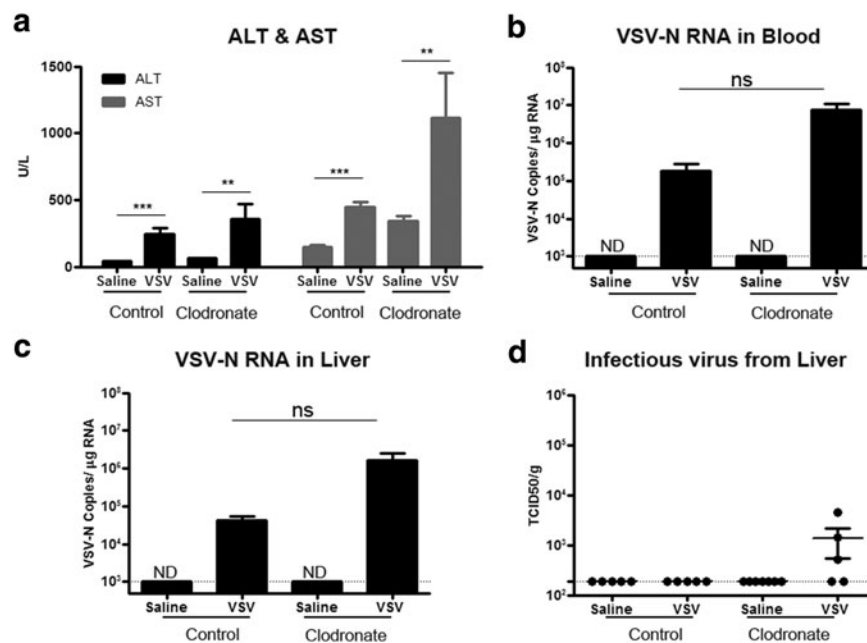 a
ALT & AST
ALT
AST
**
***
**
***
1500
1000
500
0
U/L
Saline VSV Saline VSV Saline VSV Saline VSV
Control Clodronate Control Clodronate
b
VSV-N RNA in Blood
ns
10⁸
10⁷
10⁶
10⁵
10⁴
10³
VSV-N Copies/ µg RNA
ND ND
Saline VSV Saline VSV
Control Clodronate
c
VSV-N RNA in Liver
ns
10⁸
10⁷
10⁶
10⁵
10⁴
10³
VSV-N Copies/ µg RNA
ND ND
Saline VSV Saline VSV
Control Clodronate
d
Infectious virus from Liver
10⁶
10⁵
10⁴
10³
10²
TCID50/g
Saline VSV Saline VSV
Control Clodronate